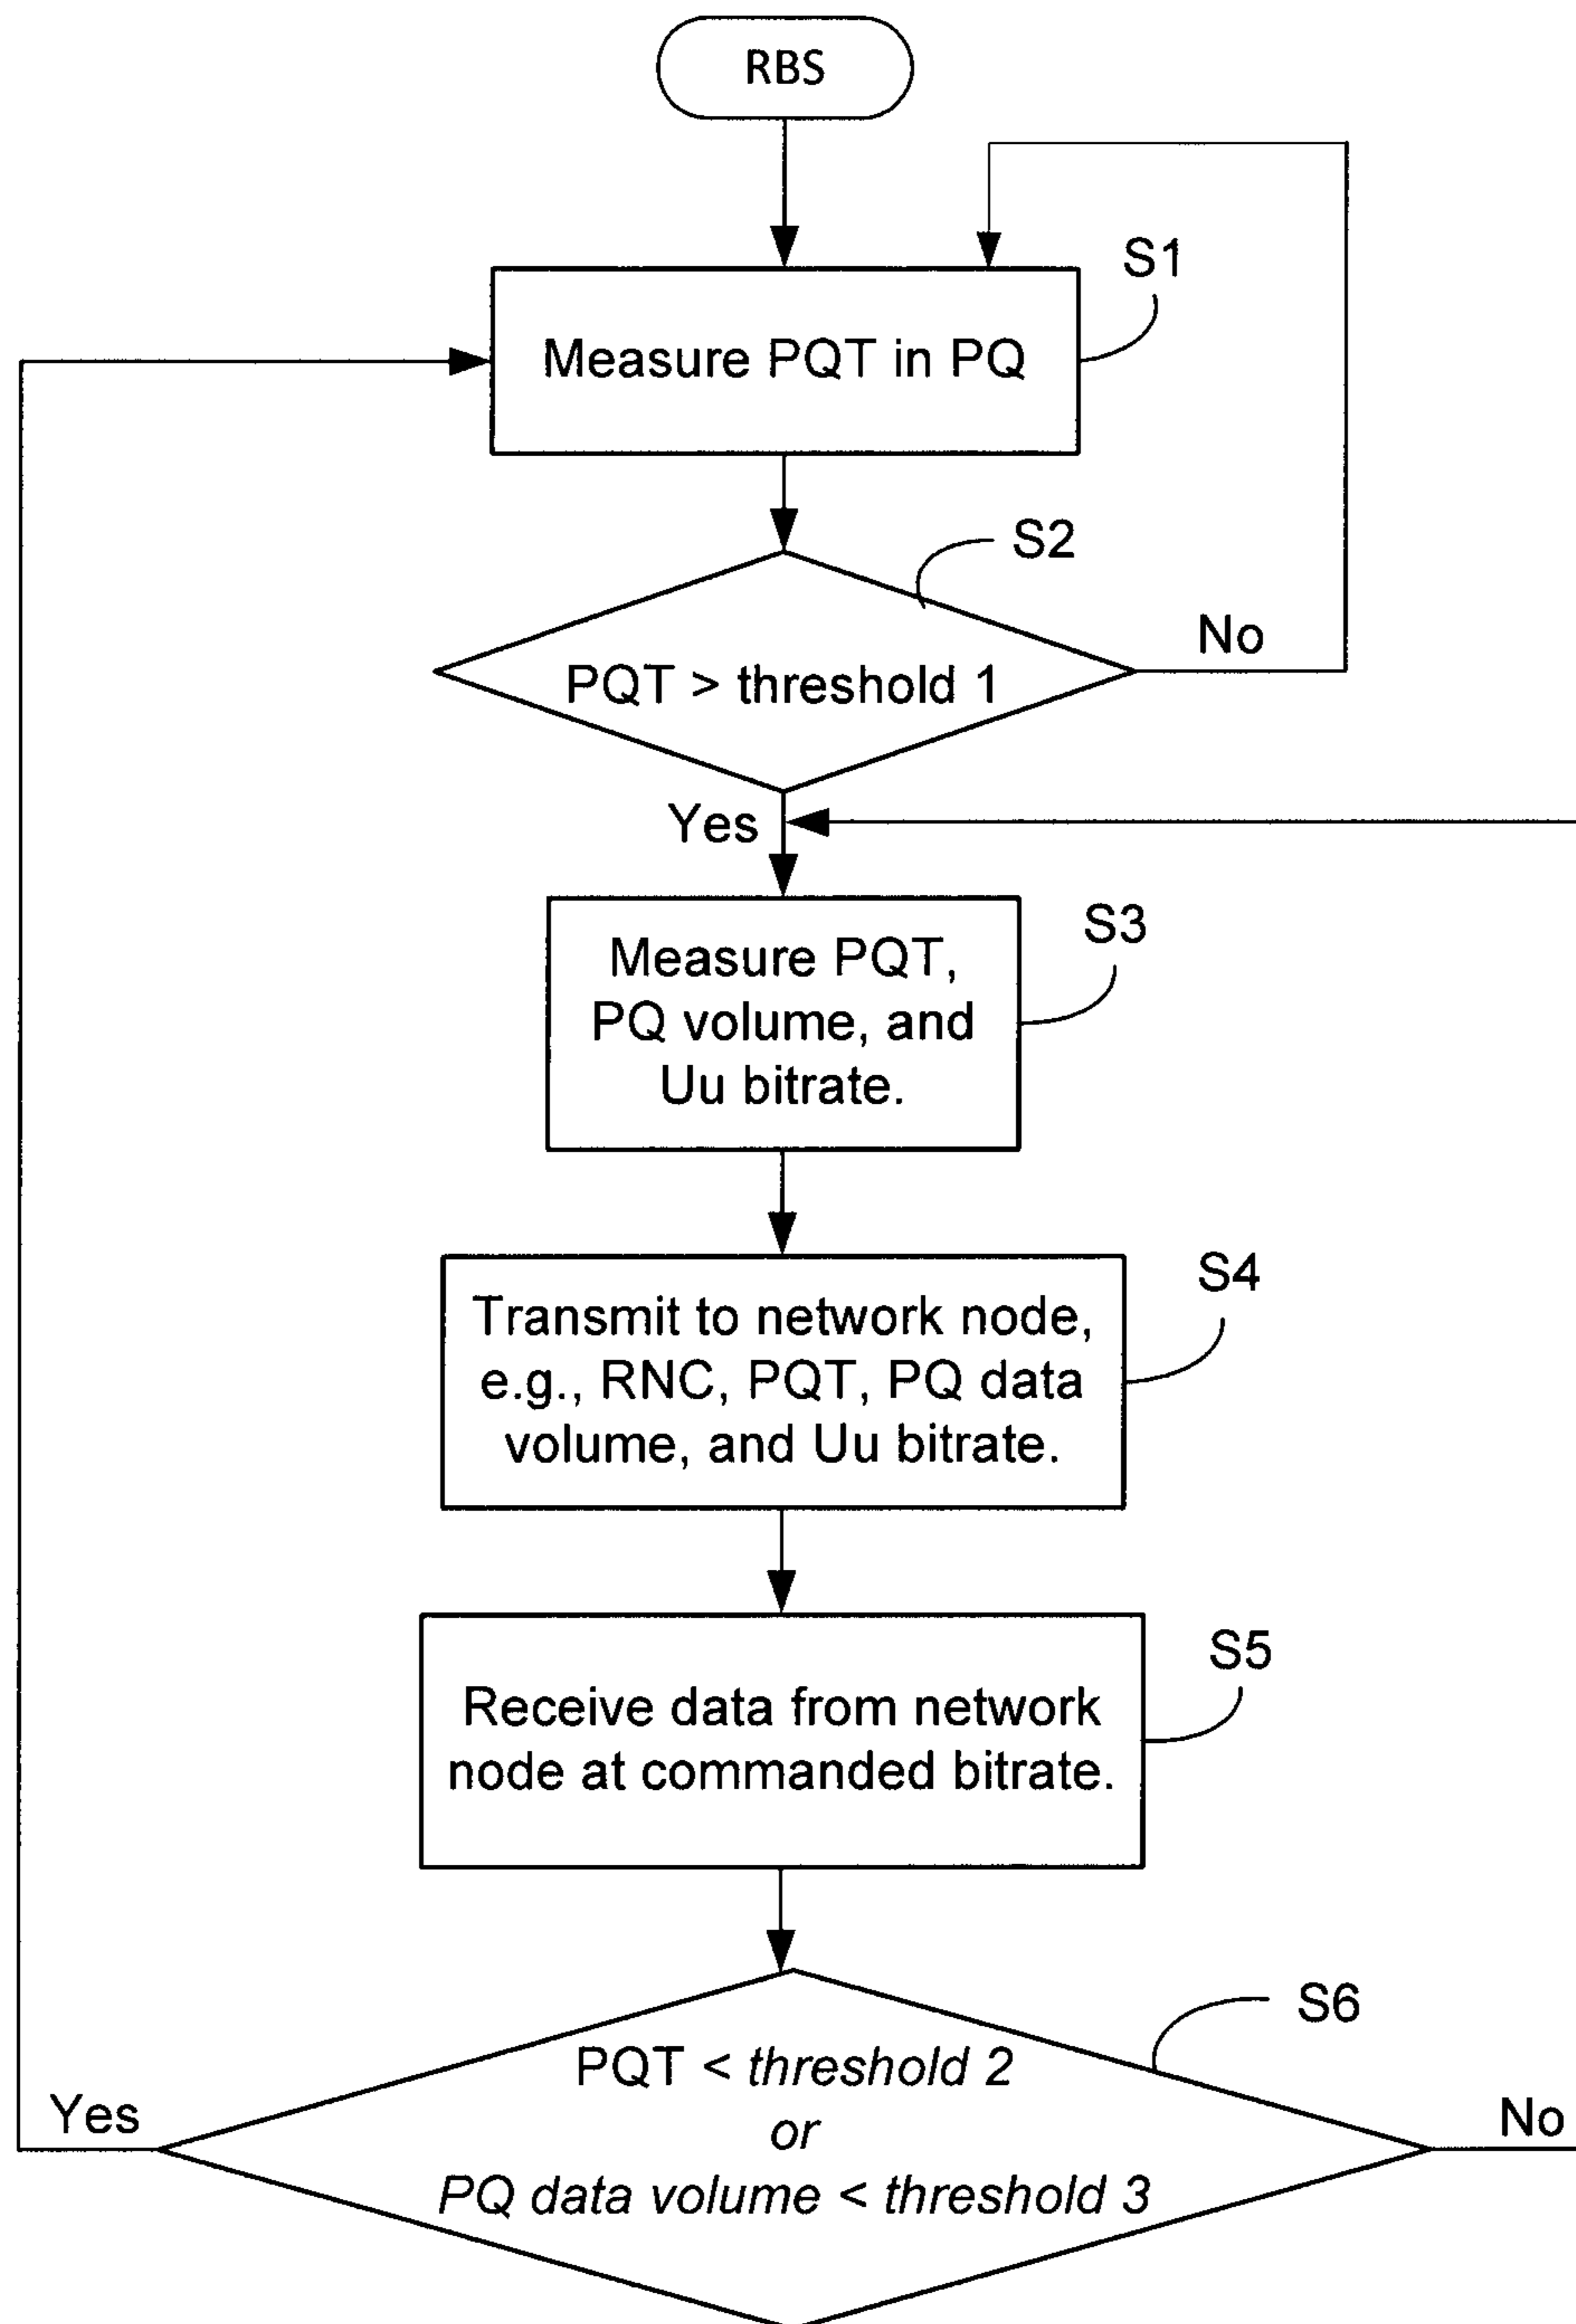 RBS
S1
Measure PQT in PQ
S2
No
PQT > threshold 1
Yes
S3
Measure PQT,
PQ volume, and
Uu bitrate.
S4
Transmit to network node,
e.g., RNC, PQT, PQ data
volume, and Uu bitrate.
S5
Receive data from network
node at commanded bitrate.
S6
PQT < threshold 2
Yes
or
No
PQ data volume < threshold 3